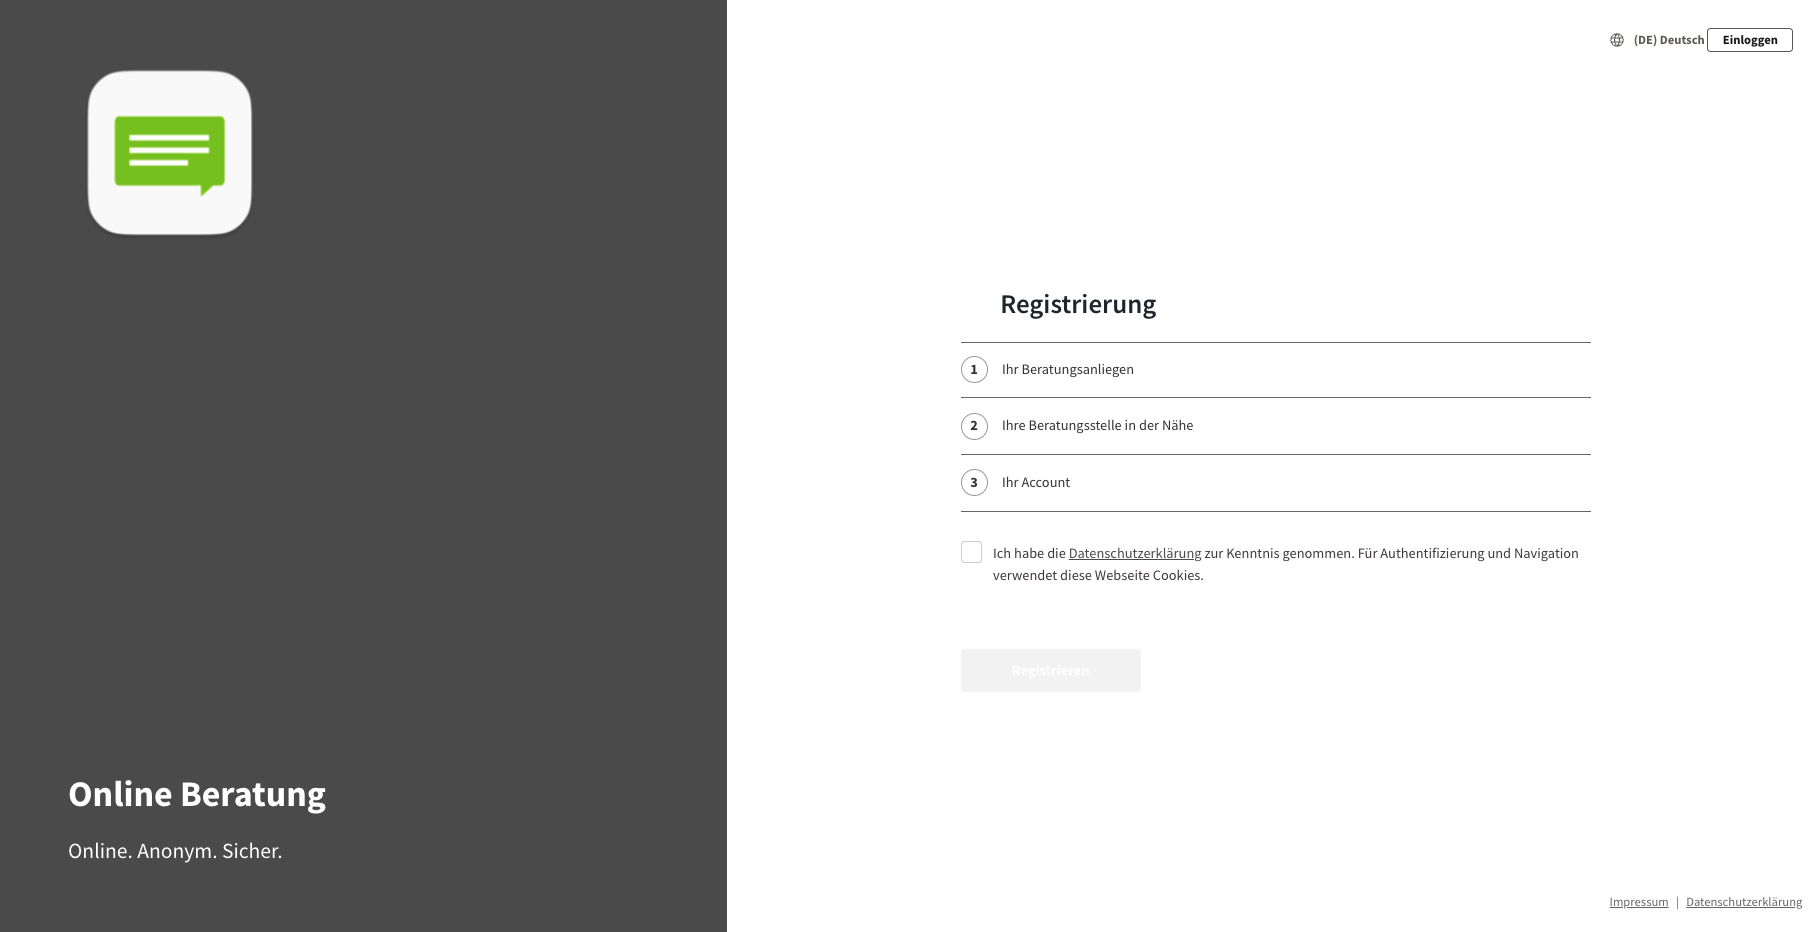 (DE) Deutsch Einloggen
Registrierung
1 Ihr Beratungsanliegen
2 Ihre Beratungsstelle in der Nähe
3 Ihr Account
Ich habe die Datenschutzerklärung zur Kenntnis genommen. Für Authentifizierung und Navigation
verwendet diese Webseite Cookies.
Registrieren
Online Beratung
Online. Anonym. Sicher.
Impressum | Datenschutzerklärung